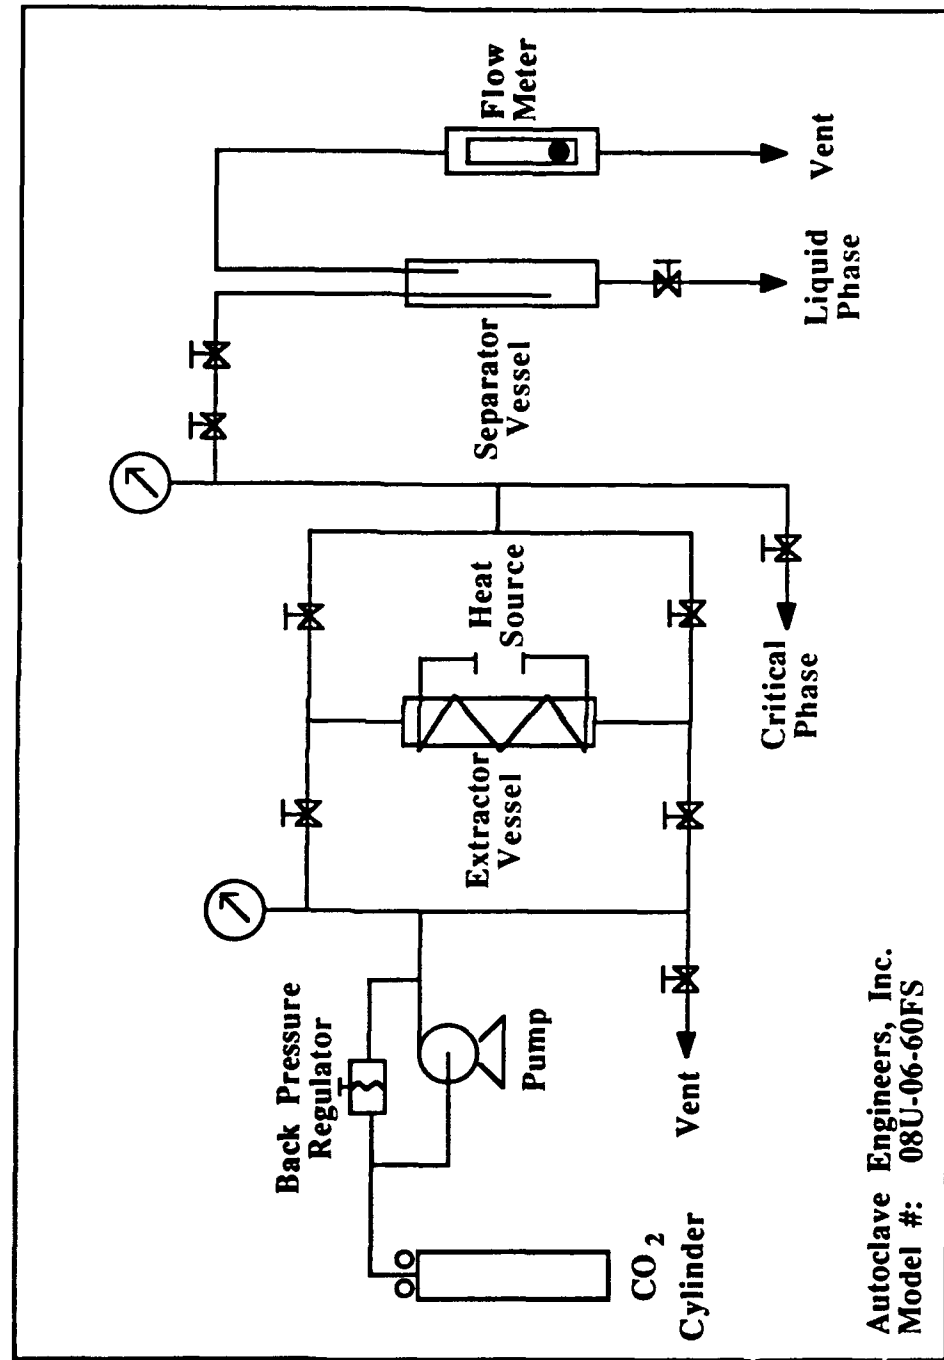 CO2
Cylinder
Back Pressure
Regulator
Pump
Vent
Extractor
Vessel
Heat
Source
Critical
Phase
Separator
Vessel
Liquid
Phase
Flow
Meter
Vent
Autoclave Engineers, Inc.
Model #: 08U-06-60FS